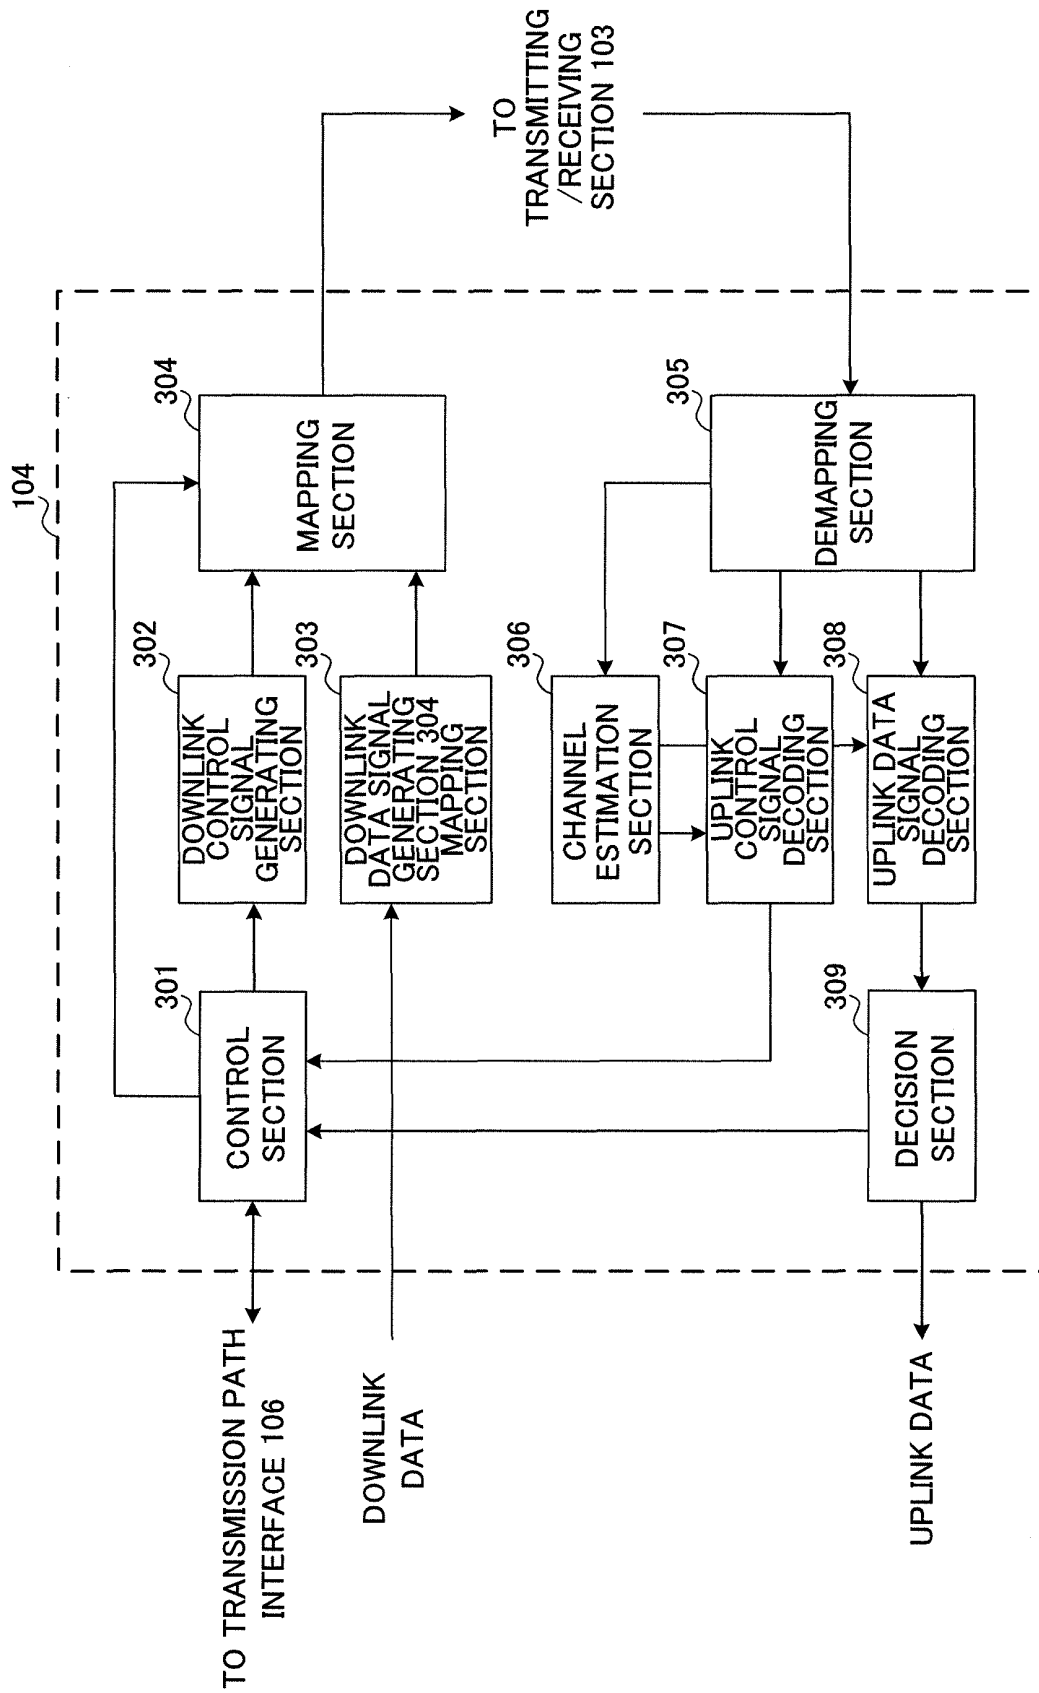 104
TO TRANSMISSION PATH
INTERFACE 106
301
CONTROL
SECTION
302
DOWNLINK
CONTROL
SIGNAL
GENERATING
SECTION
304
MAPPING
SECTION
DOWNLINK
DATA
303
DOWNLINK
DATA SIGNAL
GENERATING
SECTION 304
MAPPING
SECTION
TO
TRANSMITTING
/RECEIVING
SECTION 103
306
CHANNEL
ESTIMATION
SECTION
305
DEMAPPING
SECTION
307
UPLINK
CONTROL
SIGNAL
DECODING
SECTION
308
UPLINK DATA
SIGNAL
DECODING
SECTION
309
DECISION
SECTION
UPLINK DATA